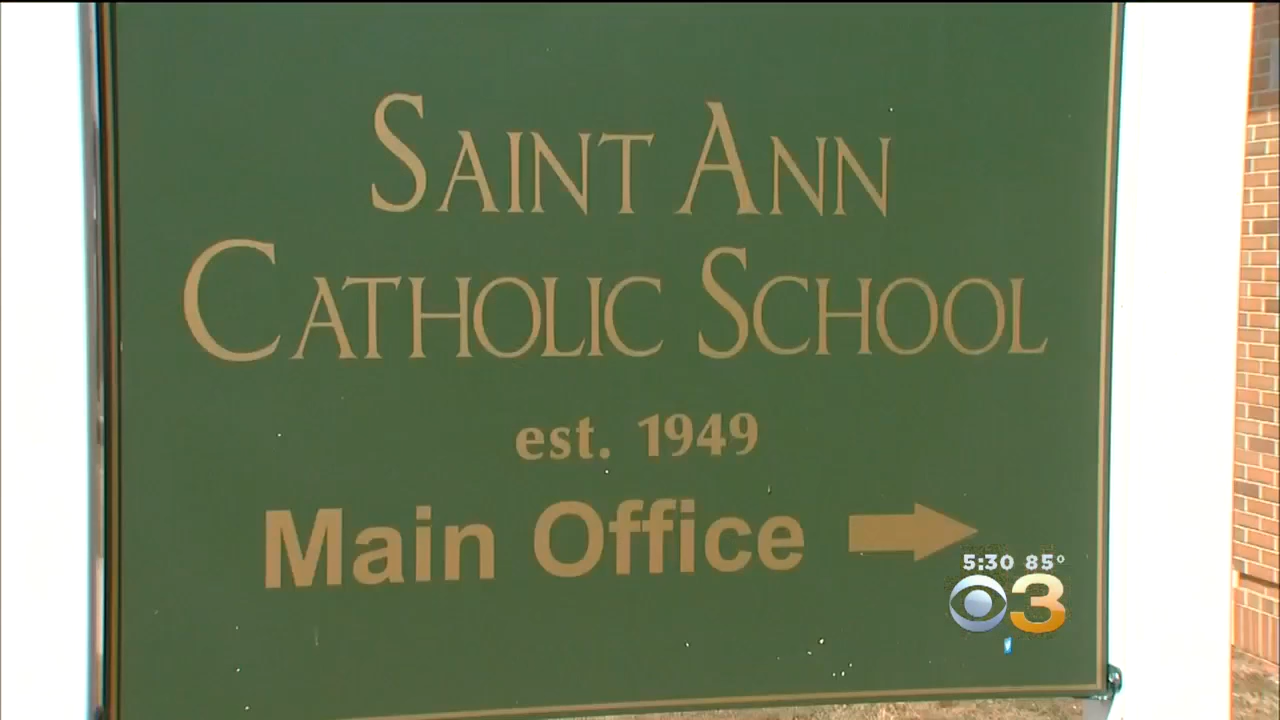 SAINT ANN
CATHOLIC SCHOOL
est. 1949
Main Office
5:30 85°
3